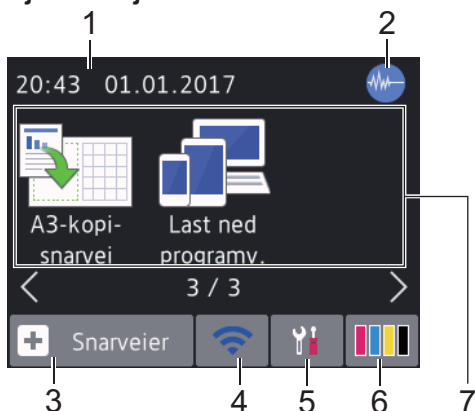 1
2
20:43 01.01.2017
A3-kopi-
snarvei
Last ned
programv.
3 / 3
Snarveier
3
4
5
6
7